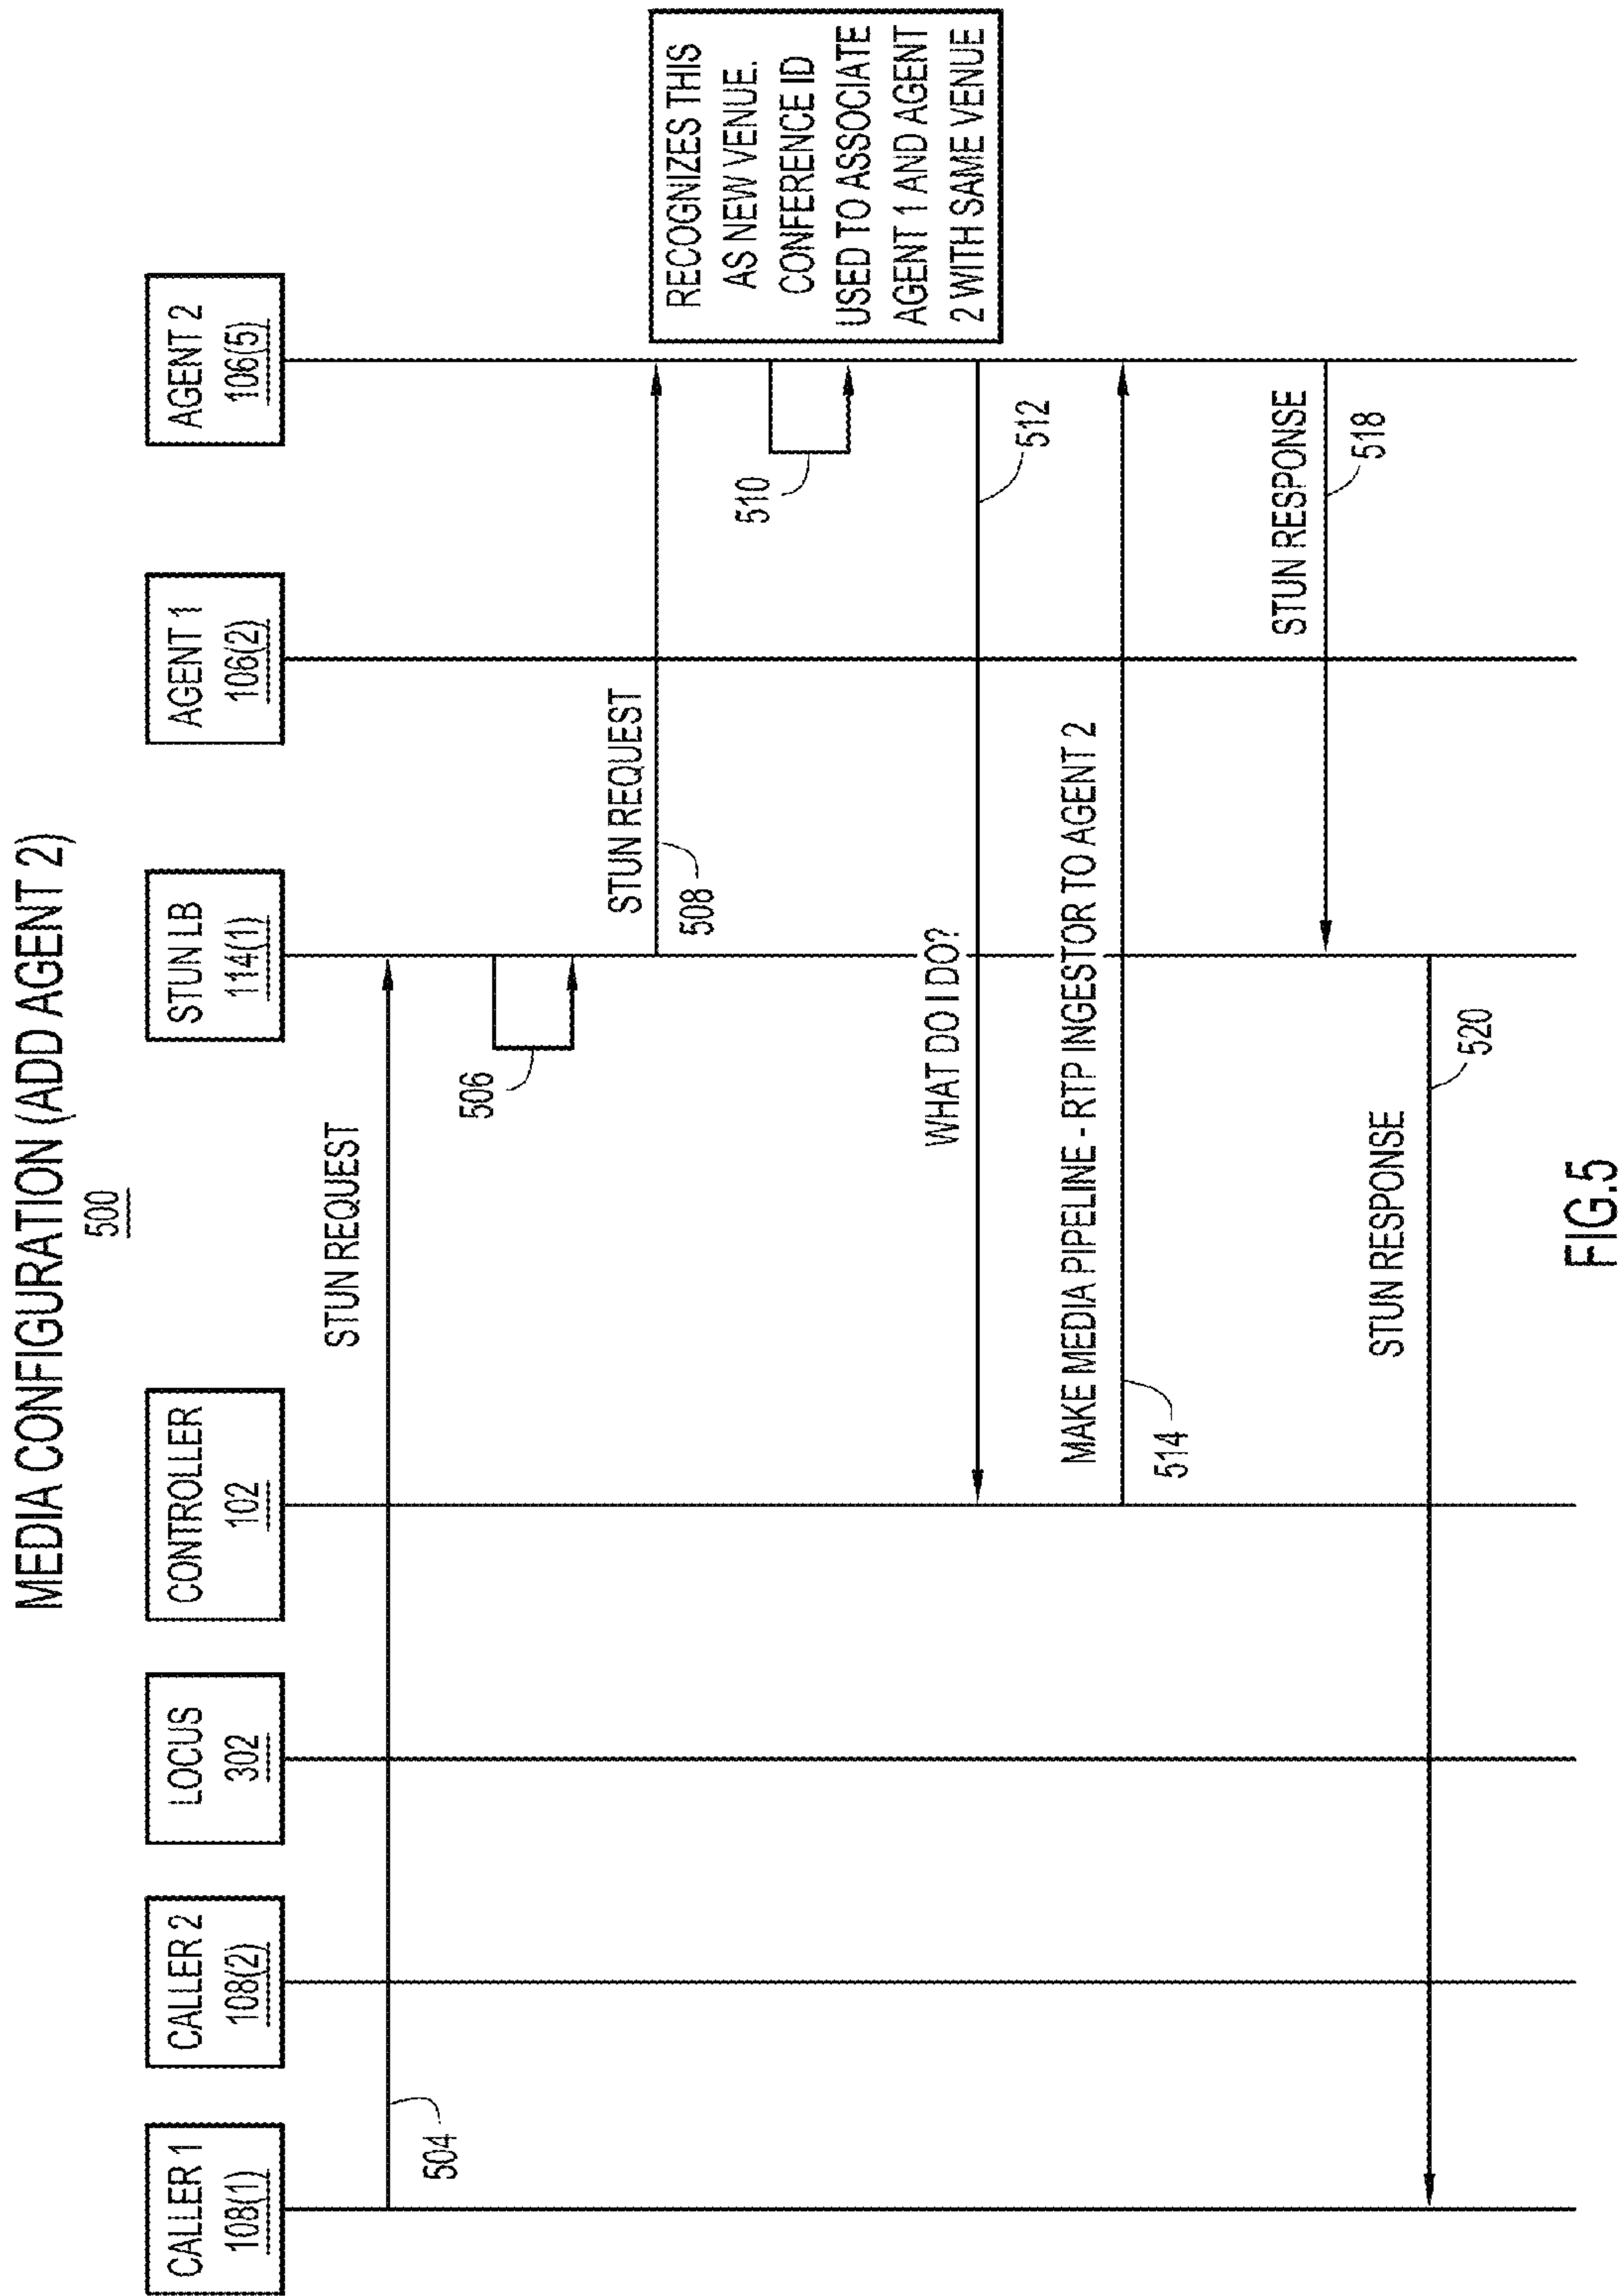 MEDIA CONFIGURATION (ADD AGENT 2)
500
CALLER 1
108(1)
CALLER 2
108(2)
LOCUS
302
CONTROLLER
102
STUN LB
114(1)
AGENT 1
106(2)
AGENT 2
106(5)
STUN REQUEST
504
506
STUN REQUEST
508
510
RECOGNIZES THIS
AS NEW VENUE.
CONFERENCE ID
USED TO ASSOCIATE
AGENT 1 AND AGENT
2 WITH SAME VENUE
WHAT DO I DO?
512
MAKE MEDIA PIPELINE - RTP INGESTOR TO AGENT 2
514
STUN RESPONSE
518
STUN RESPONSE
520
FIG.5